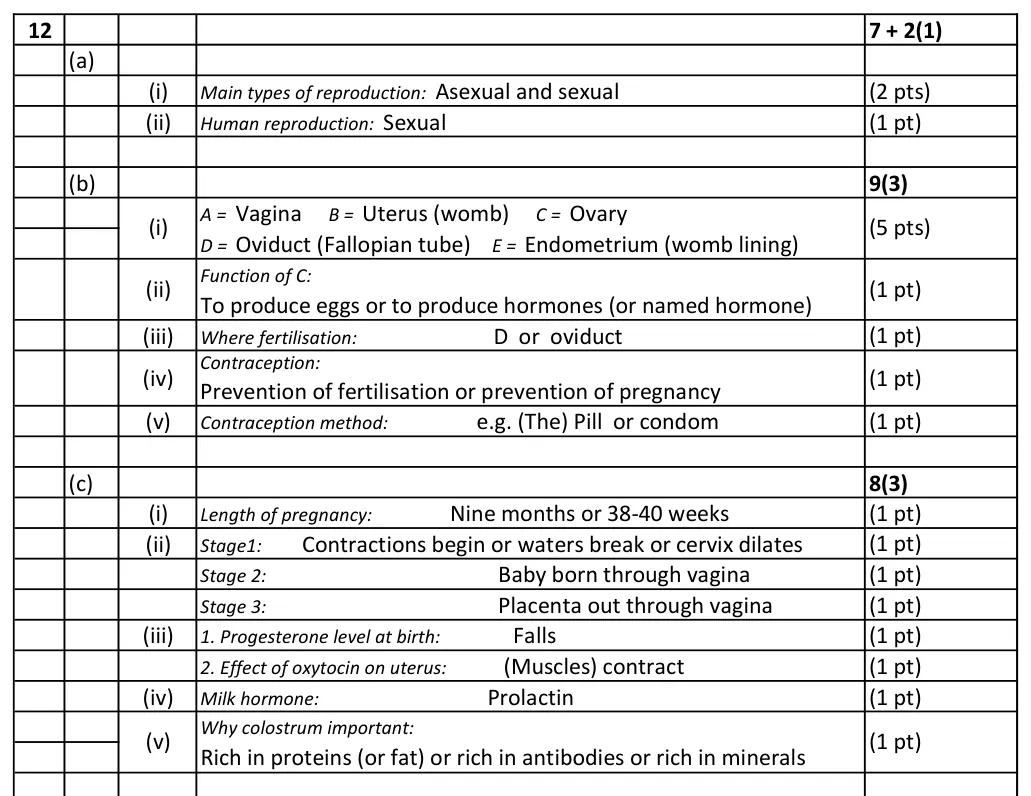 12 7 + 2(1)
(a)
(i) Main types of reproduction: Asexual and sexual (2 pts)
(ii) Human reproduction: Sexual (1 pt)
(b) 9(3)
(i) A = Vagina B = Uterus (womb) C = Ovary (5 pts)
D = Oviduct (Fallopian tube) E = Endometrium (womb lining)
(ii) Function of C: (1 pt)
To produce eggs or to produce hormones (or named hormone)
(iii) Where fertilisation: D or oviduct (1 pt)
(iv) Contraception: (1 pt)
Prevention of fertilisation or prevention of pregnancy
(v) Contraception method: e.g. (The) Pill or condom (1 pt)
(c) 8(3)
(i) Length of pregnancy: Nine months or 38-40 weeks (1 pt)
(ii) Stage1: Contractions begin or waters break or cervix dilates (1 pt)
Stage 2: Baby born through vagina (1 pt)
Stage 3: Placenta out through vagina (1 pt)
(iii) 1. Progesterone level at birth: Falls (1 pt)
2. Effect of oxytocin on uterus: (Muscles) contract (1 pt)
(iv) Milk hormone: Prolactin (1 pt)
(v) Why colostrum important: (1 pt)
Rich in proteins (or fat) or rich in antibodies or rich in minerals